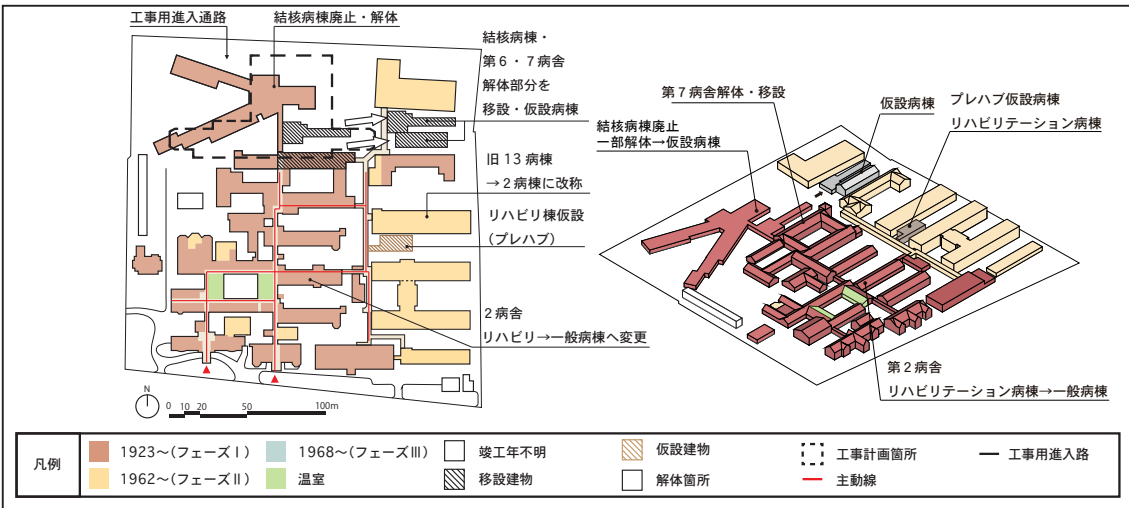 工事用進入通路
結核病棟廃止・解体
結核病棟・
第6・7病舎
解体部分を
移設・仮設病棟
旧13病棟
→2病棟に改称
リハビリ棟仮設
(プレハブ)
2病舎
リハビリ→一般病棟へ変更
N
0 10 20 50 100m
第7病舎解体・移設
仮設病棟
プレハブ仮設病棟
リハビリテーション病棟
結核病棟廃止
一部解体→仮設病棟
第2病舎
リハビリテーション病棟→一般病棟
凡例
1923〜(フェーズⅠ)
1968〜(フェーズⅢ)
竣工年不明
仮設建物
工事計画箇所
工事用進入路
1962〜(フェーズⅡ)
温室
移設建物
解体箇所
主動線